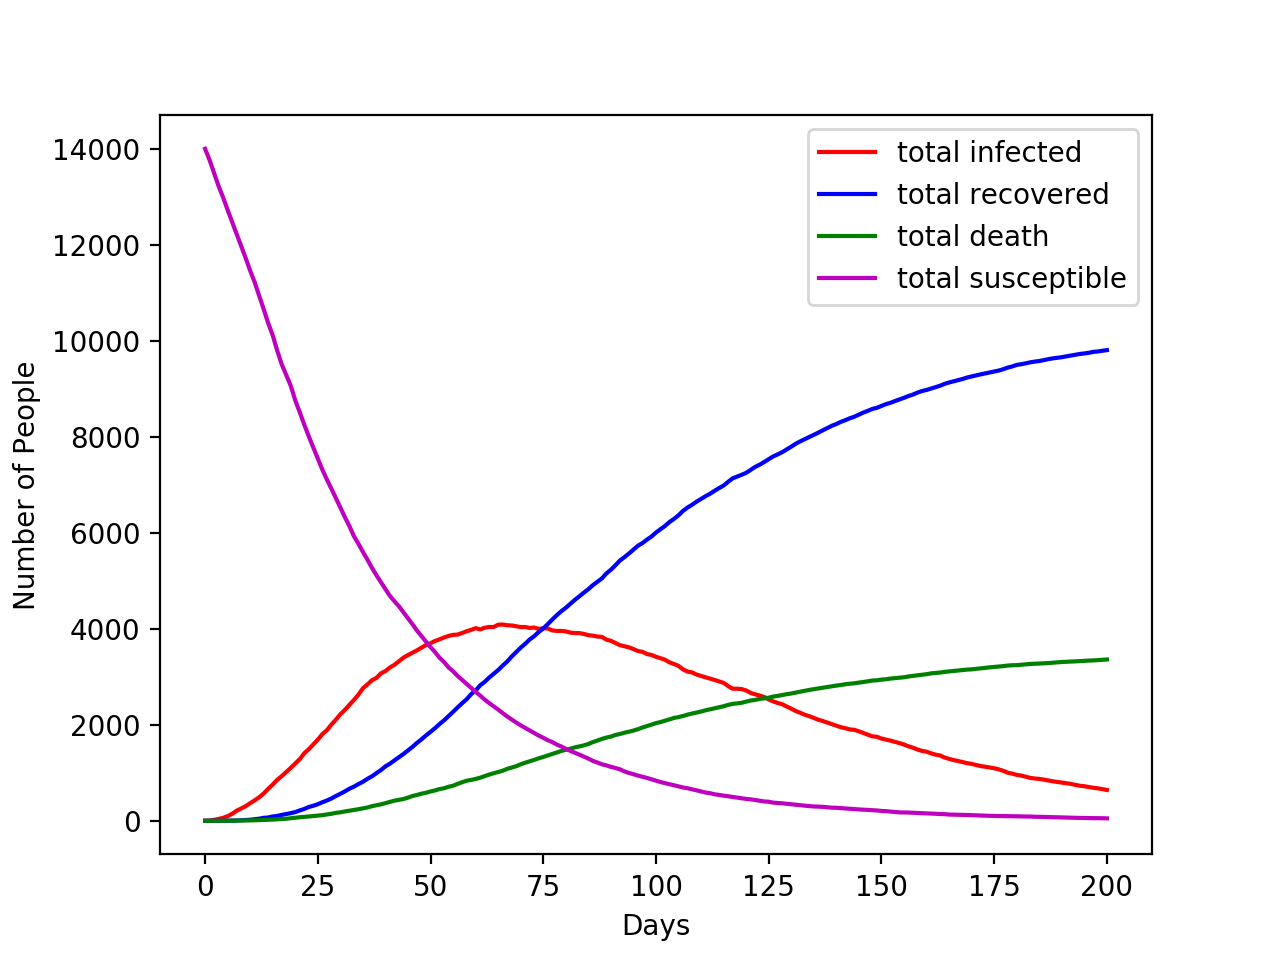 14000
12000
10000
8000
6000
4000
2000
0
Number of People
total infected
total recovered
total death
total susceptible
0 25 50 75 100 125 150 175 200
Days